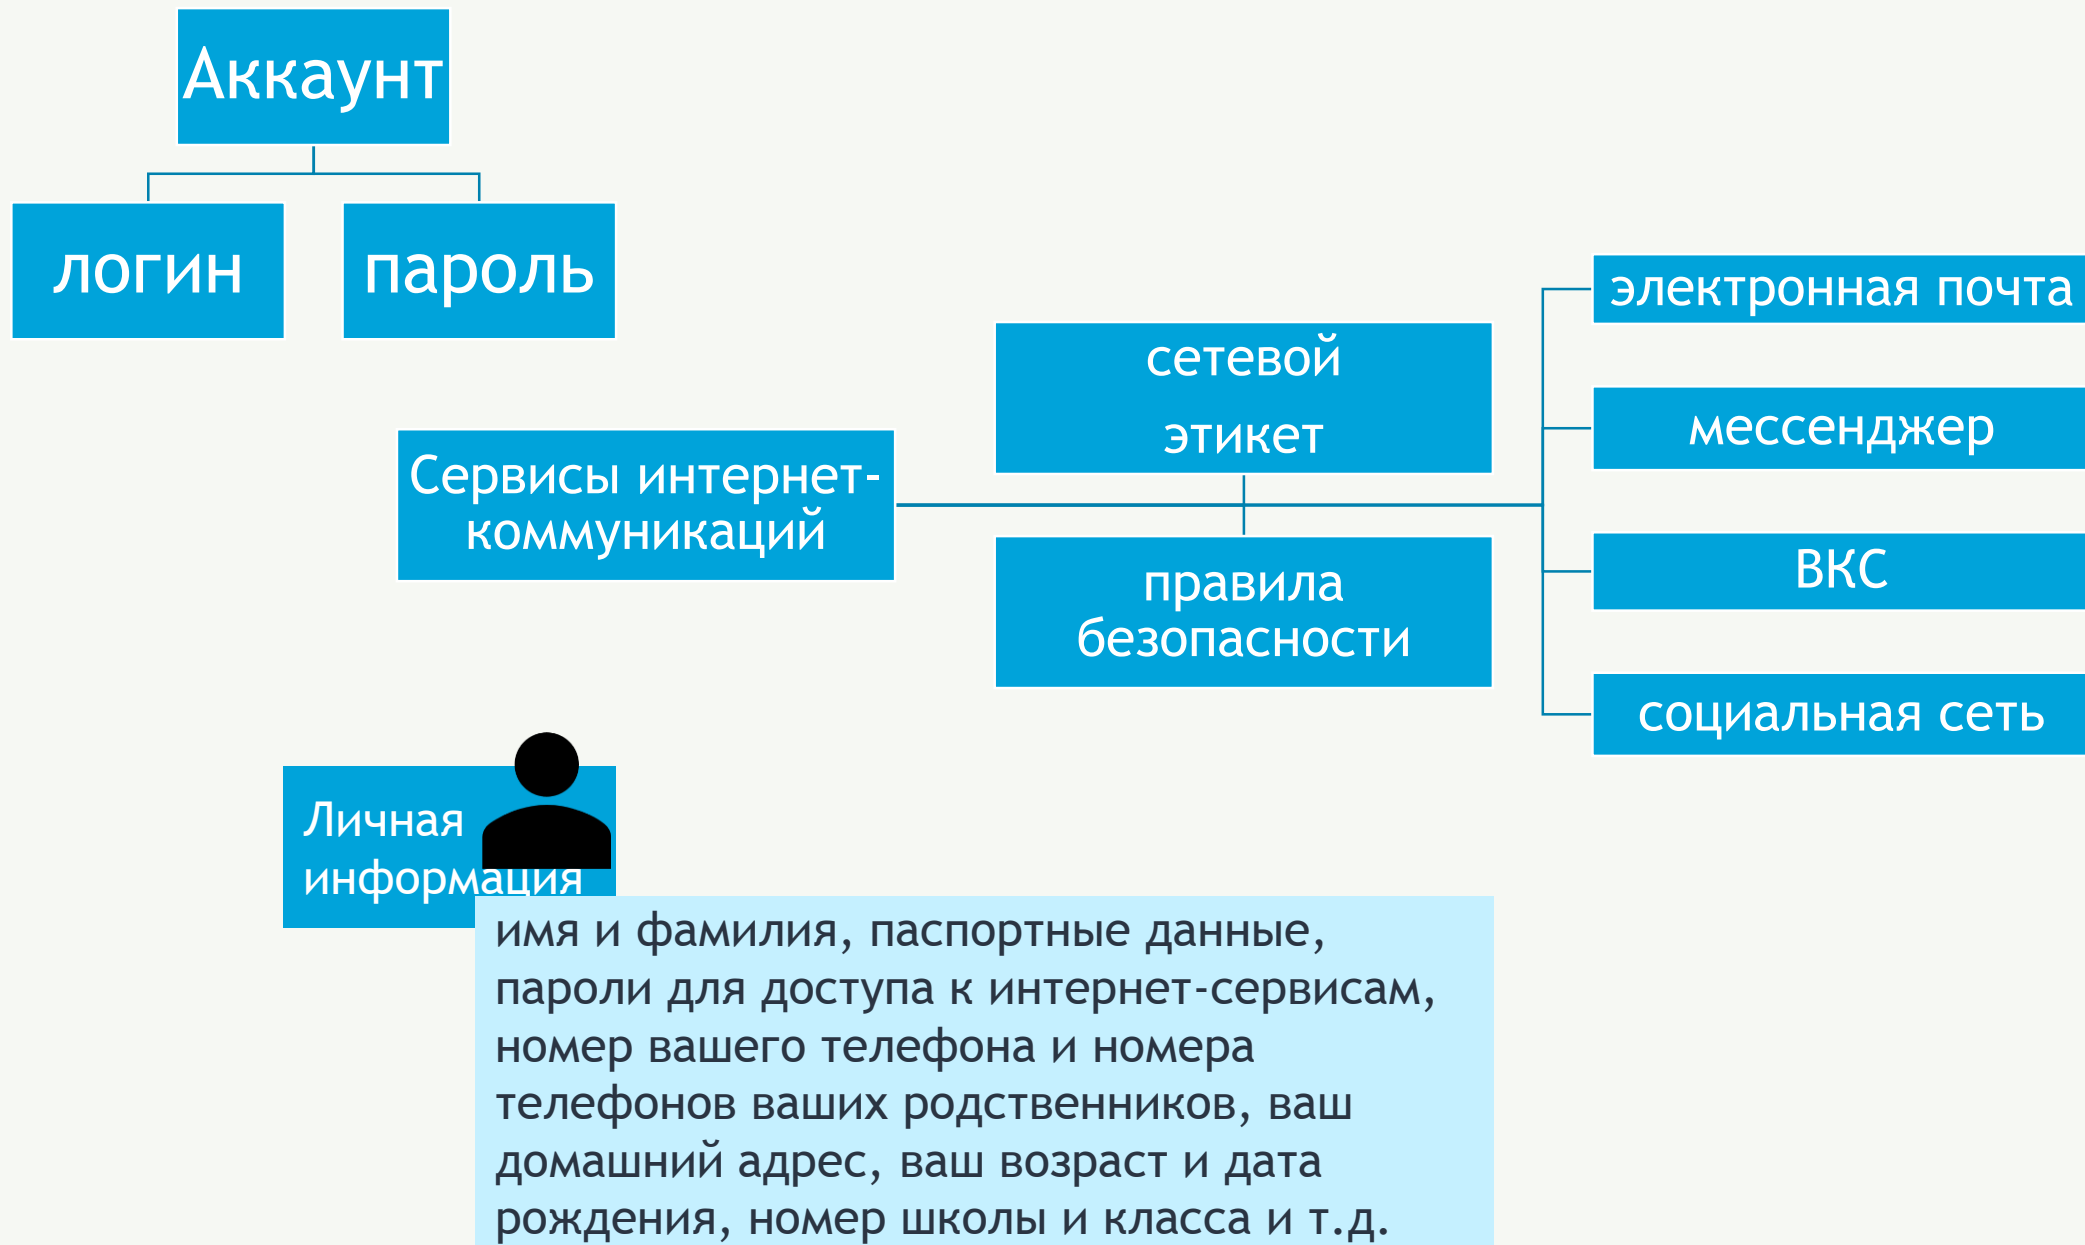 Аккаунт
логин
пароль
Сервисы интернет-
коммуникаций
сетевой
этикет
правила
безопасности
электронная почта
мессенджер
ВКС
социальная сеть
Личная
информация
имя и фамилия, паспортные данные,
пароли для доступа к интернет-сервисам,
номер вашего телефона и номера
телефонов ваших родственников, ваш
домашний адрес, ваш возраст и дата
рождения, номер школы и класса и т.д.